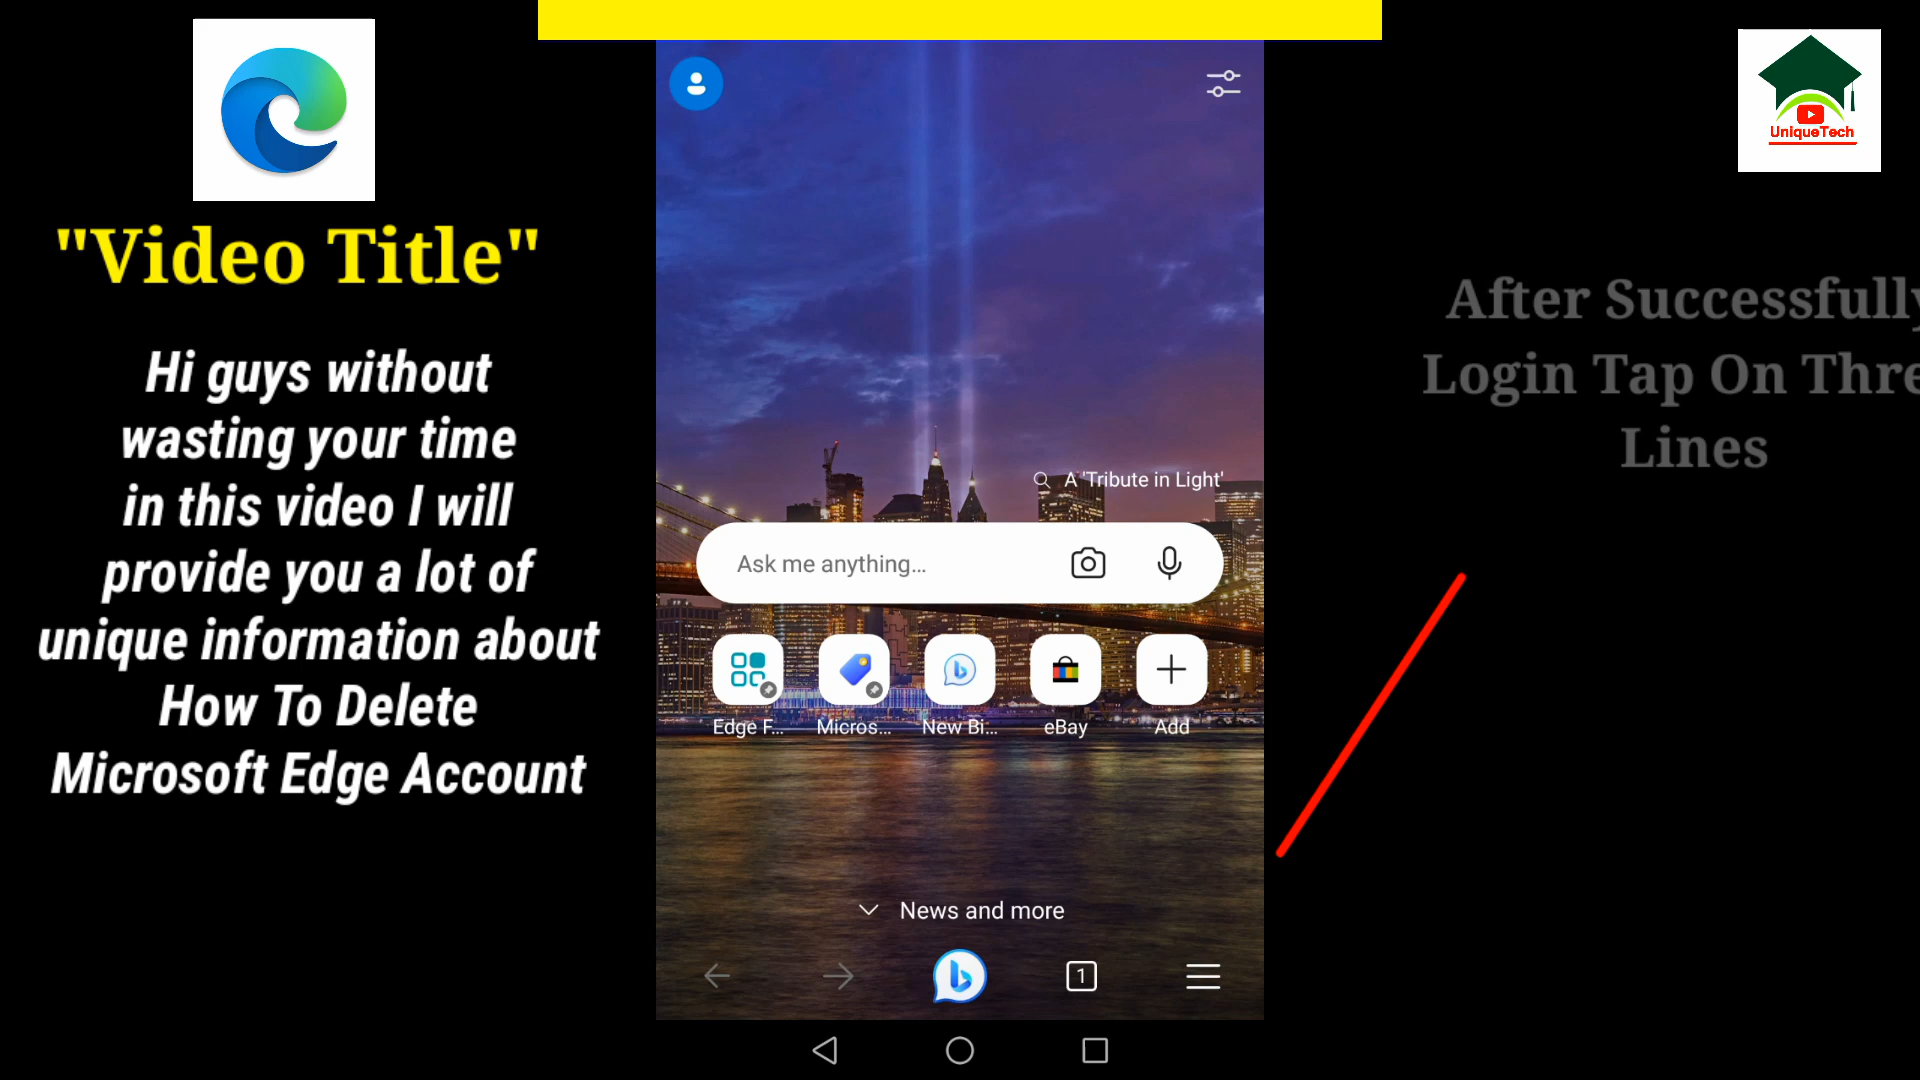 "Video Title"
Hi guys without
wasting your time
in this video I will
provide you a lot of
unique information about
How To Delete
Microsoft Edge Account
A 'Tribute in Light'
Ask me anything...
Edge F...
Micros...
New Bi...
eBay
Add
News and more
1
UniqueTech
After Successfully
Login Tap On Thre
Lines